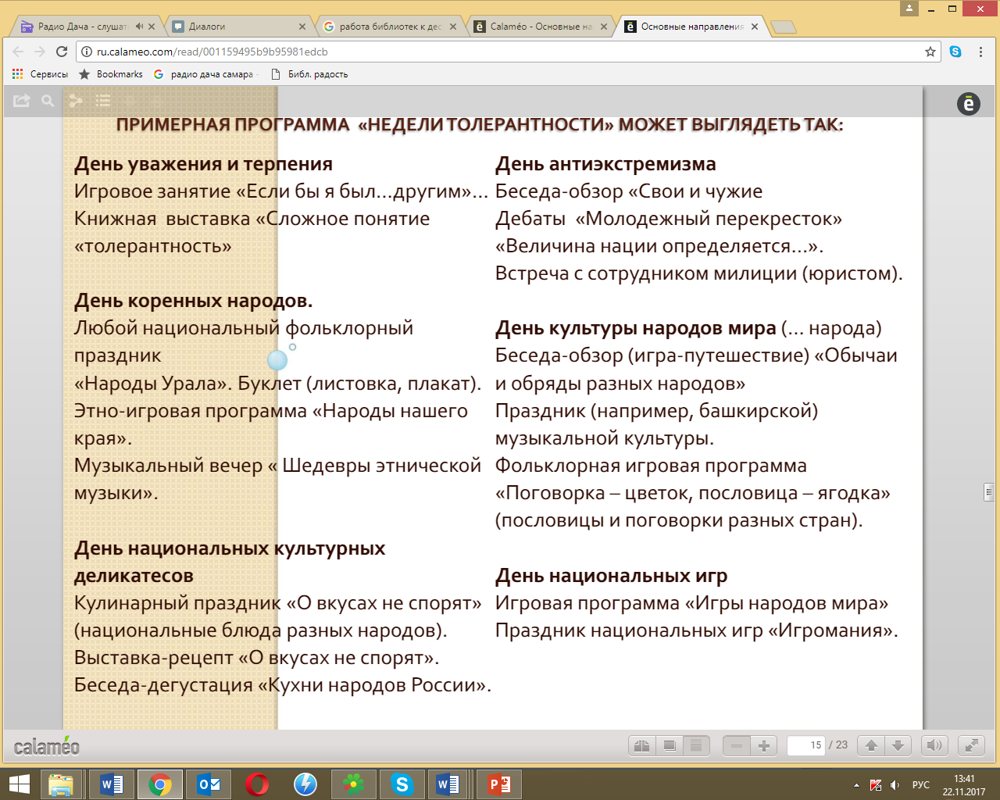 Радио Дача - слушат
Диалоги
работа библиотек к дес
Calaméo - Основные на
Основные направления
ru.calameo.com/read/001159495b9b95981edcb
Сервисы
Bookmarks
радио дача самара -
Библ. радость
ПРИМЕРНАЯ ПРОГРАММА «НЕДЕЛИ ТОЛЕРАНТНОСТИ» МОЖЕТ ВЫГЛЯДЕТЬ ТАК:
День уважения и терпения
Игровое занятие «Если бы я был...другим»...
Книжная выставка «Сложное понятие
«толерантность»
День коренных народов.
Любой национальный фольклорный
праздник
«Народы Урала». Буклет (листовка, плакат).
Этно-игровая программа «Народы нашего
края».
Музыкальный вечер « Шедевры этнической
музыки».
День национальных культурных
деликатесов
Кулинарный праздник «О вкусах не спорят»
(национальные блюда разных народов).
Выставка-рецепт «О вкусах не спорят».
Беседа-дегустация «Кухни народов России».
День антиэкстремизма
Беседа-обзор «Свои и чужие
Дебаты «Молодежный перекресток»
«Величина нации определяется...».
Встреча с сотрудником милиции (юристом).
День культуры народов мира (... народа)
Беседа-обзор (игра-путешествие) «Обычаи
и обряды разных народов»
Праздник (например, башкирской)
музыкальной культуры.
Фольклорная игровая программа
«Поговорка – цветок, пословица – ягодка»
(пословицы и поговорки разных стран).
День национальных игр
Игровая программа «Игры народов мира»
Праздник национальных игр «Игромания».
calaméo
15 / 23
РУС
13:41
22.11.2017